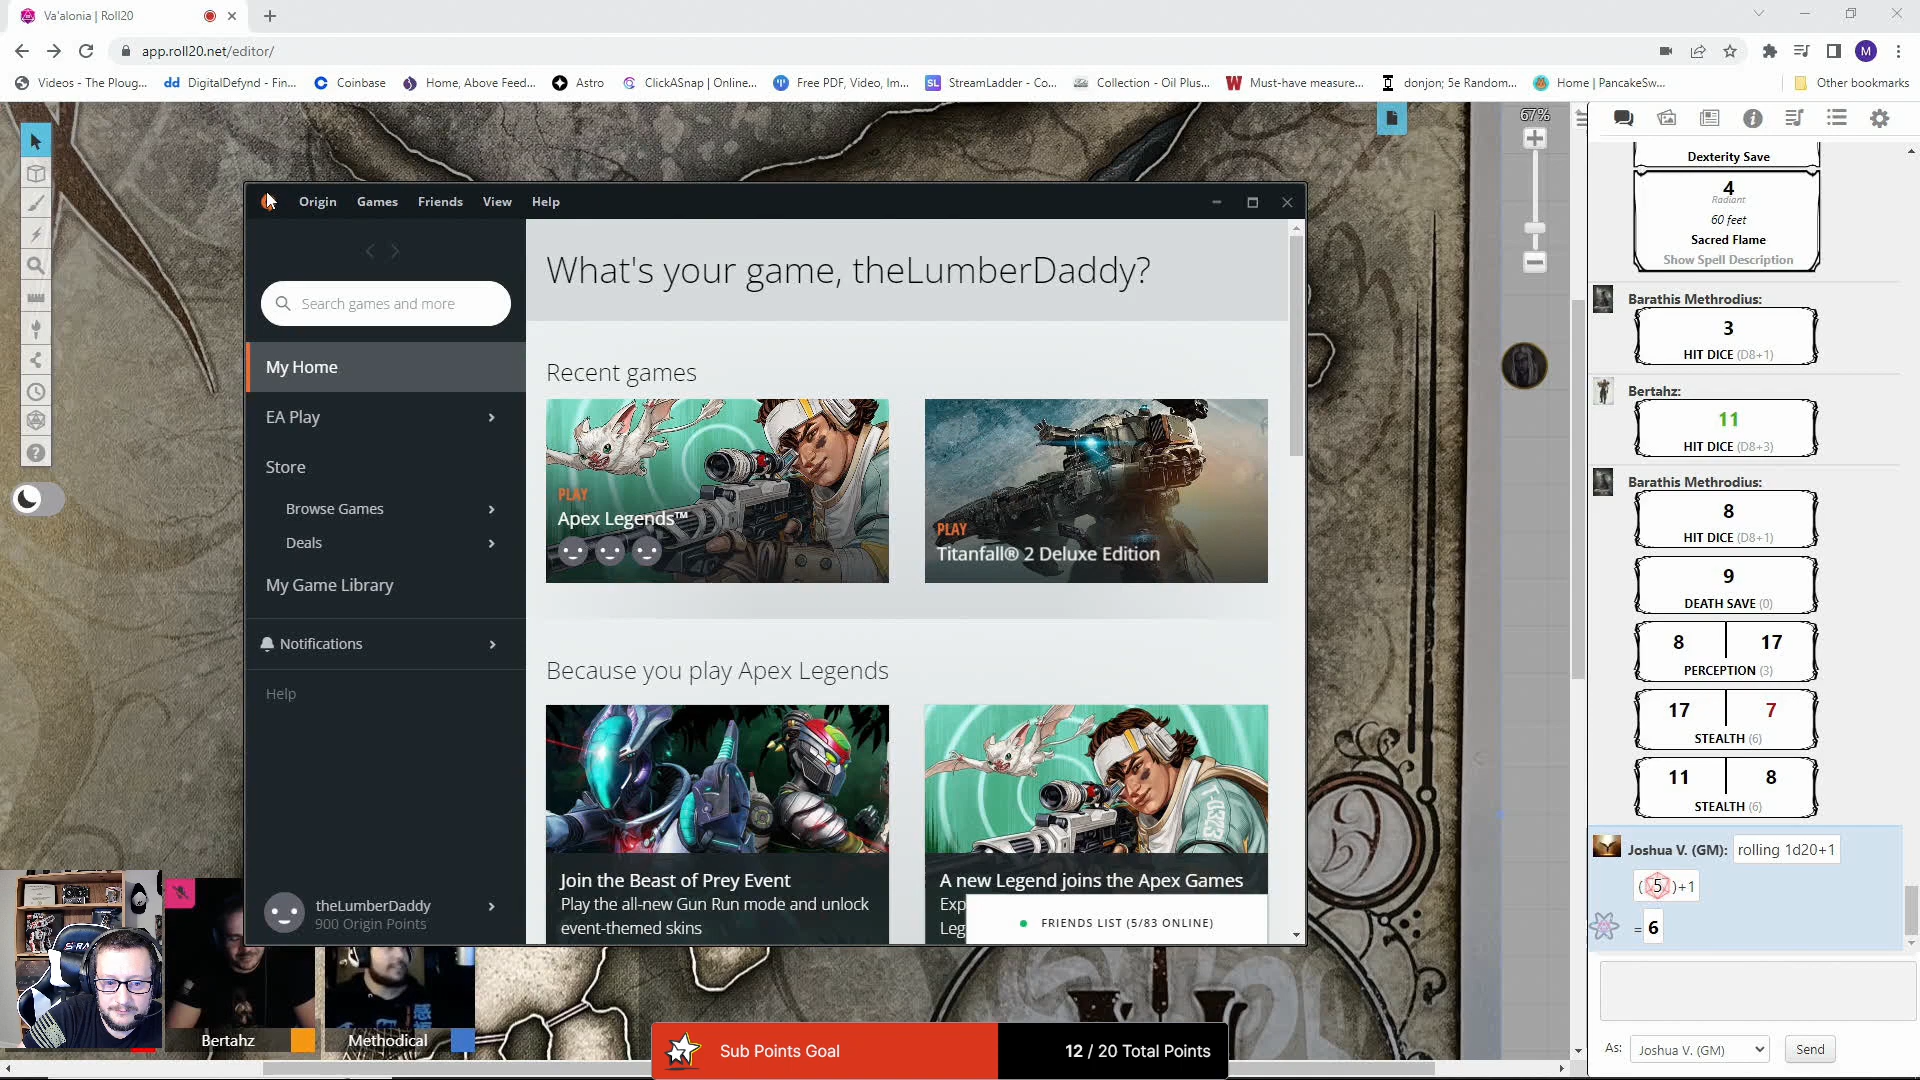 Va'alonia | Roll20
app.roll20.net/editor/
M
Videos - The Ploug...
DigitalDefynd - Fin...
Coinbase
Home, Above Feed...
Astro
ClickASnap | Online...
Free PDF, Video, Im...
StreamLadder - Co...
Collection - Oil Plus...
Must-have measure...
donjon; 5e Random...
Home | PancakeSw...
Other bookmarks
67%
Origin Games Friends View Help
Search games and more
My Home
EA Play
Store
Browse Games
Deals
My Game Library
Notifications
Help
theLumberDaddy
900 Origin Points
What's your game, theLumberDaddy?
Recent games
PLAY
Apex Legends™
PLAY
Titanfall® 2 Deluxe Edition
Because you play Apex Legends
Join the Beast of Prey Event
Play the all-new Gun Run mode and unlock
event-themed skins
A new Legend joins the Apex Games
Exp
Leg
FRIENDS LIST (5/83 ONLINE)
Dexterity Save
4
Radiant
60 feet
Sacred Flame
Show Spell Description
Barathis Methrodius:
3
HIT DICE (D8+1)
Bertahz:
11
HIT DICE (D8+3)
Barathis Methrodius:
8
HIT DICE (D8+1)
9
DEATH SAVE (0)
8 17
PERCEPTION (3)
17 7
STEALTH (6)
11 8
STEALTH (6)
Joshua V. (GM): rolling 1d20+1
(5)+1
=6
As: Joshua V. (GM) Send
Bertahz
Methodical
Sub Points Goal
12 / 20 Total Points